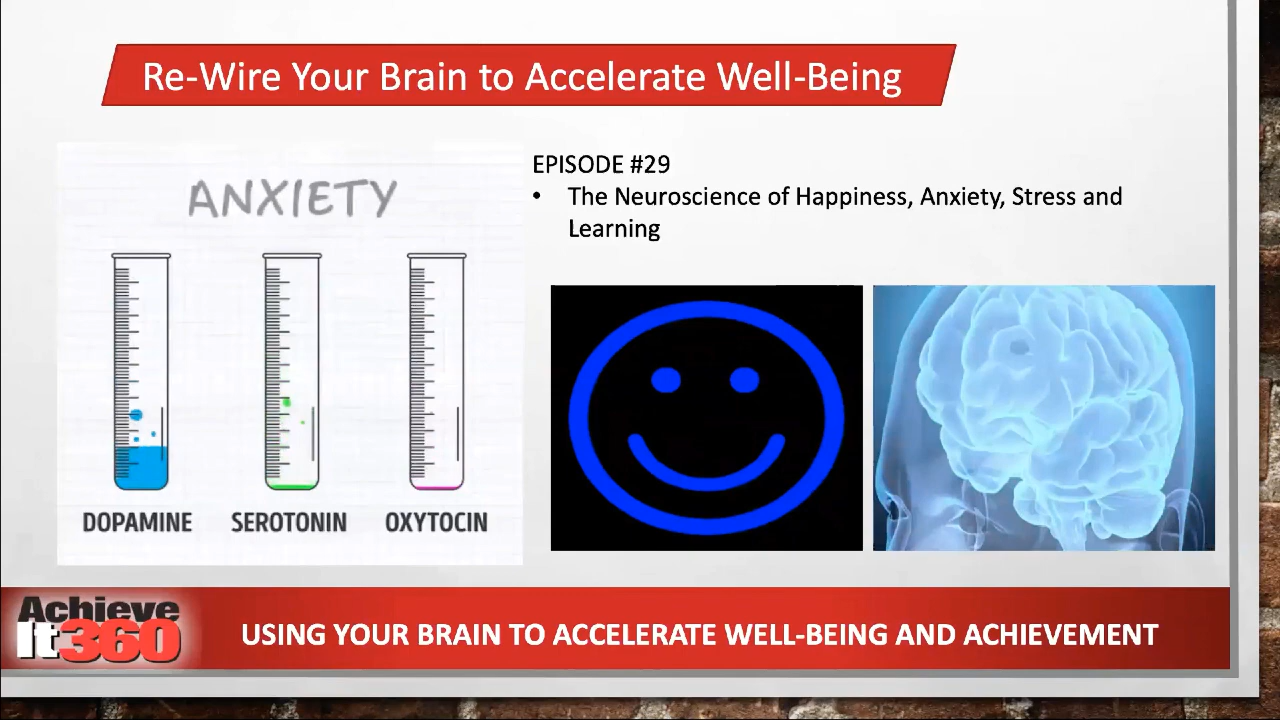 Re-Wire Your Brain to Accelerate Well-Being
ANXIETY
DOPAMINE
SEROTONIN
OXYTOCIN
EPISODE #29
• The Neuroscience of Happiness, Anxiety, Stress and
Learning
Achieve
It360
USING YOUR BRAIN TO ACCELERATE WELL-BEING AND ACHIEVEMENT